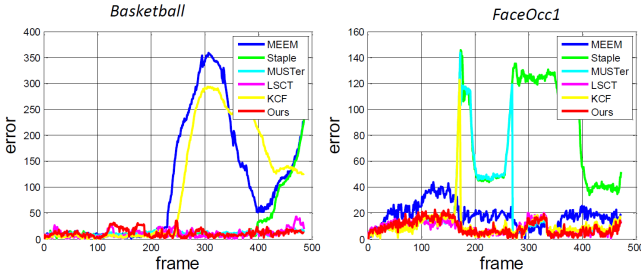 Basketball
400
350
300
250
200
150
100
50
0
0
100
200
300
400
500
error
frame
MEEM
Staple
MUSTer
LSCT
KCF
Ours
FaceOcc1
160
140
120
100
80
60
40
20
0
0
100
200
300
400
500
error
frame
MEEM
Staple
MUSTer
LSCT
KCF
Ours